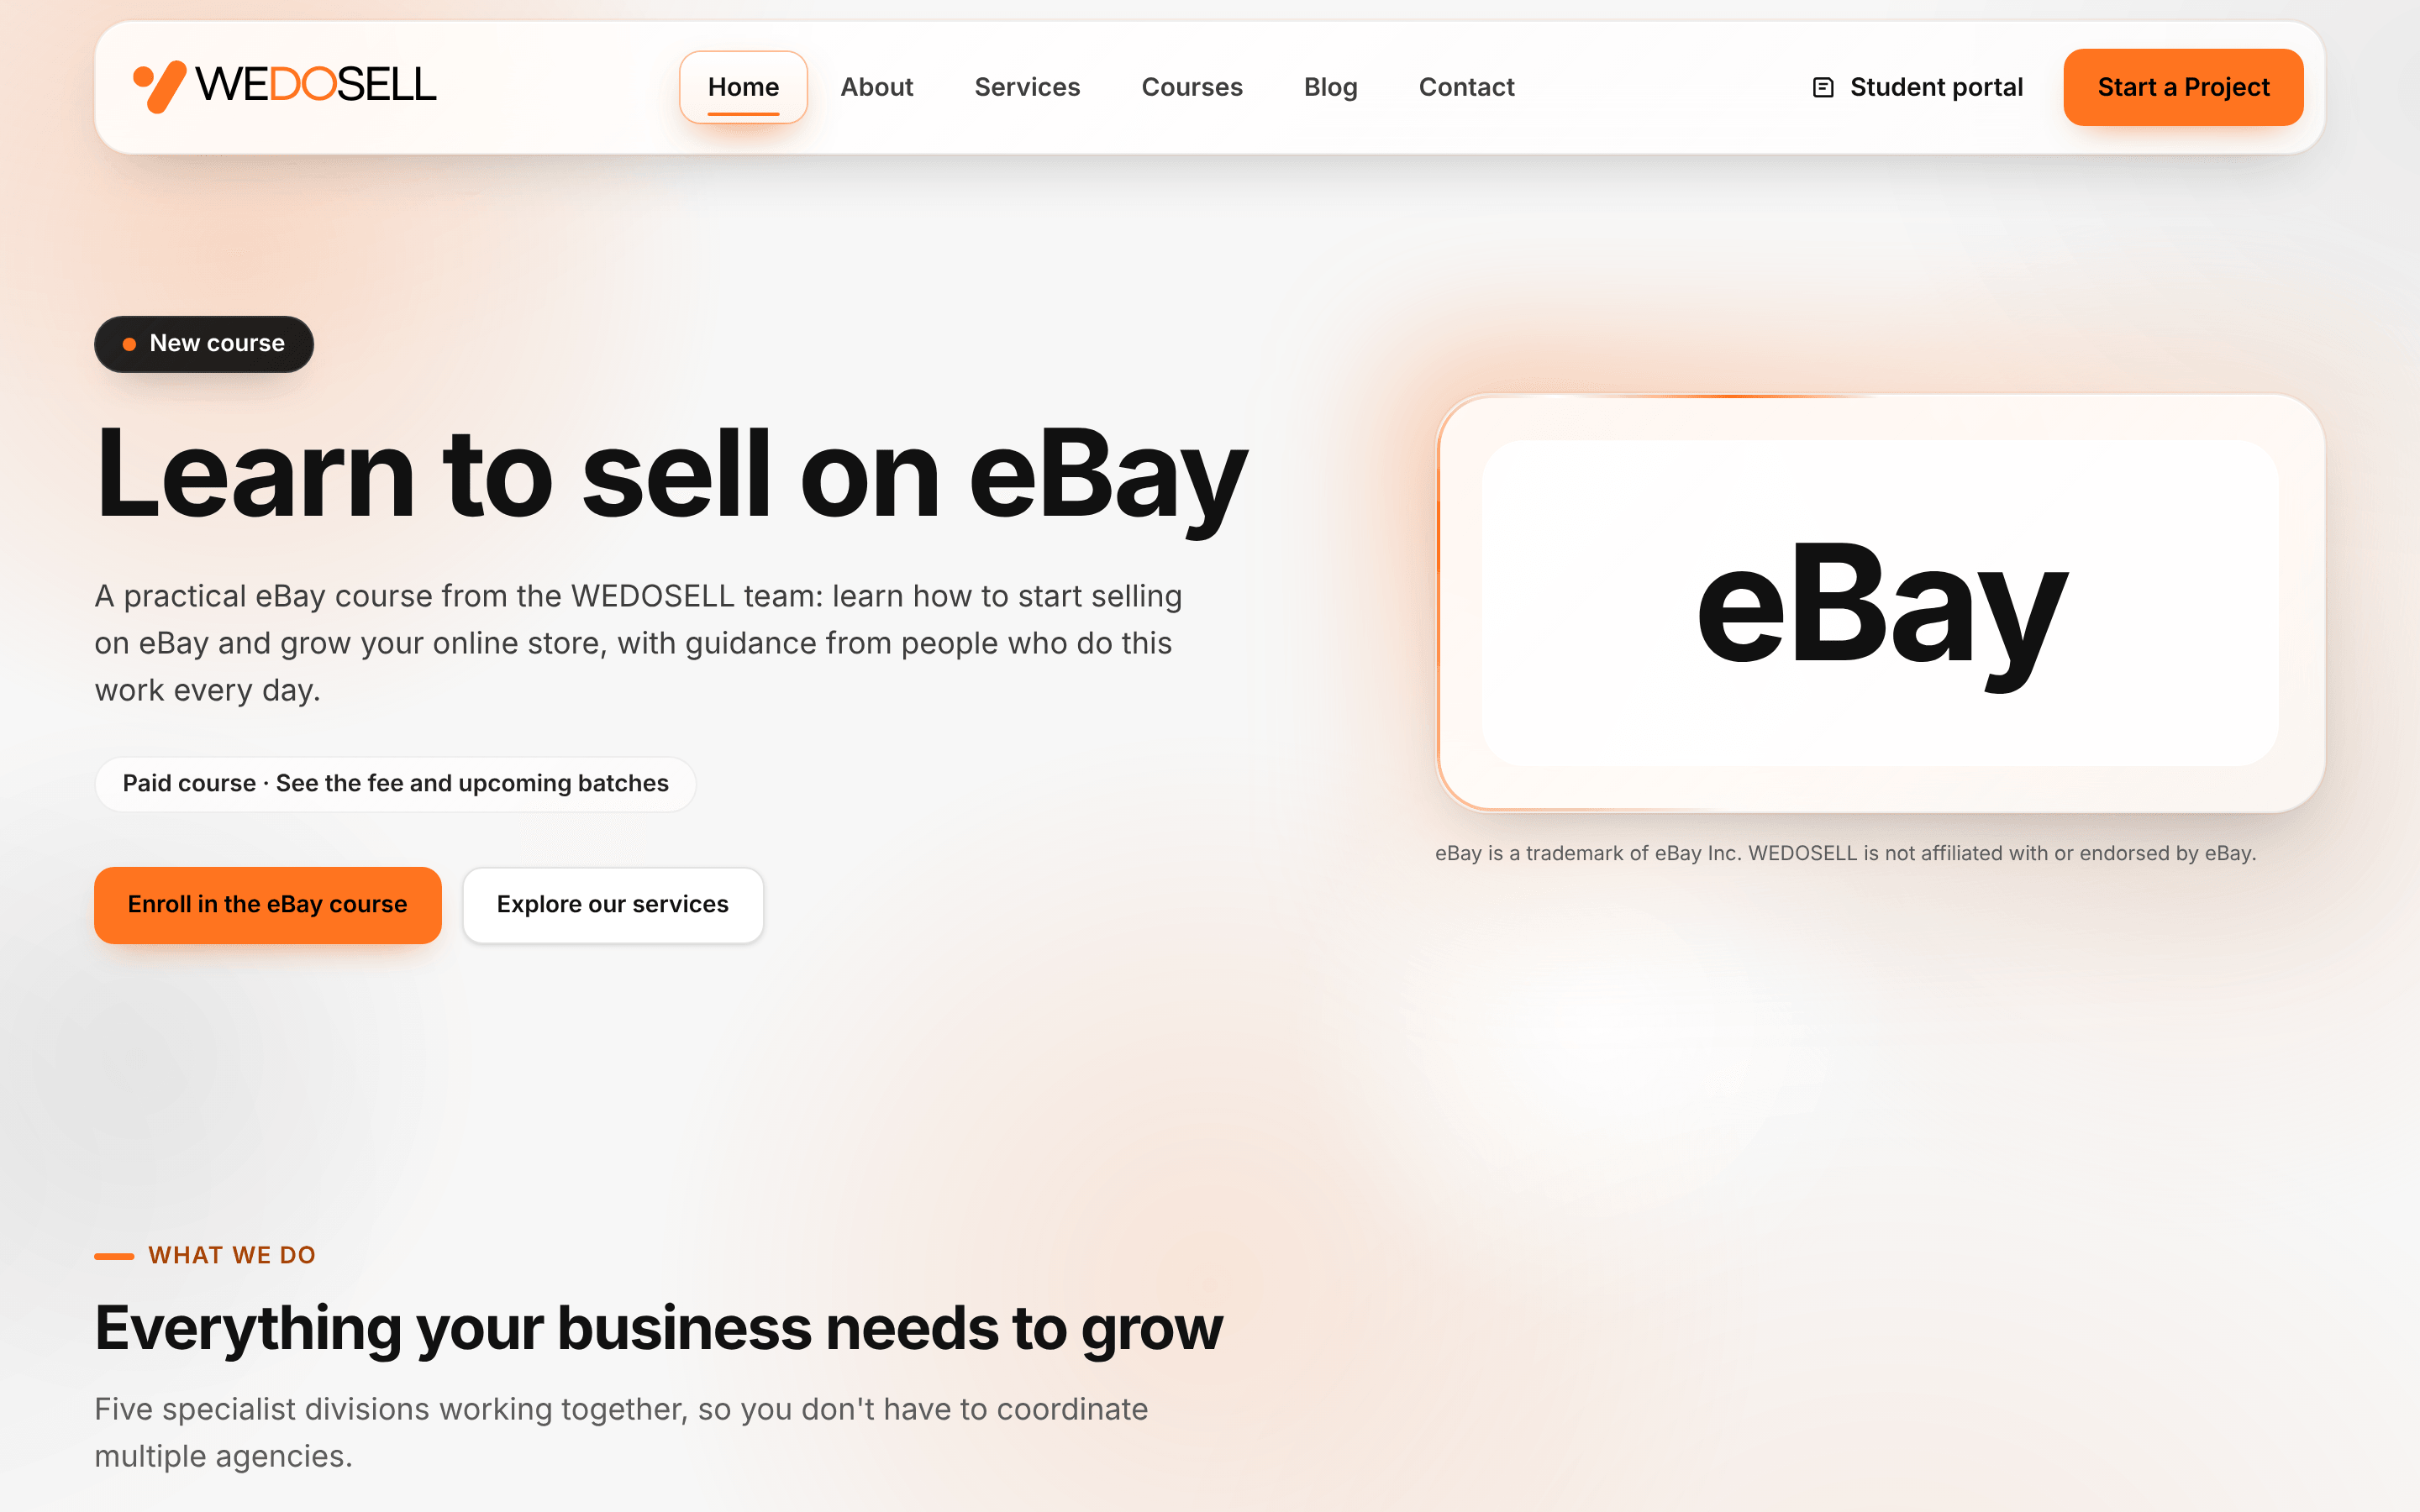 WEDOSELL
Home
About
Services
Courses
Blog
Contact
Student portal
Start a Project
New course
Learn to sell on eBay
A practical eBay course from the WEDOSELL team: learn how to start selling
on eBay and grow your online store, with guidance from people who do this
work every day.
Paid course · See the fee and upcoming batches
Enroll in the eBay course
Explore our services
eBay
eBay is a trademark of eBay Inc. WEDOSELL is not affiliated with or endorsed by eBay.
WHAT WE DO
Everything your business needs to grow
Five specialist divisions working together, so you don't have to coordinate
multiple agencies.